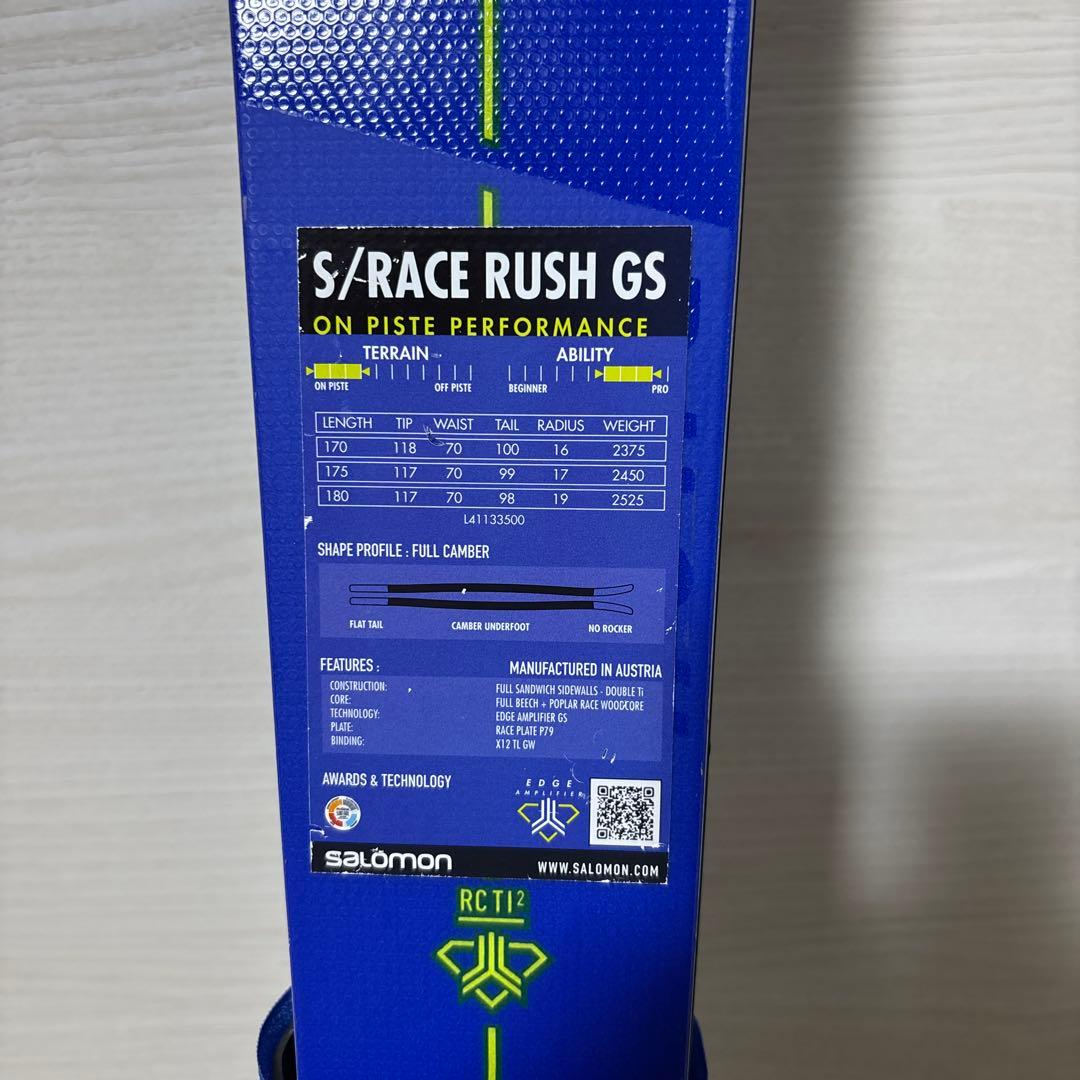 S/RACE RUSH GS
ON PISTE PERFORMANCE
TERRAIN ABILITY
ON PISTE OFF PISTE BEGINNER PRO
LENGTH TIP WAIST TAIL RADIUS WEIGHT
170 118 70 100 16 2375
175 117 70 99 17 2450
180 117 70 98 19 2525
L41133500
SHAPE PROFILE : FULL CAMBER
FLAT TAIL CAMBER UNDERFOOT NO ROCKER
FEATURES : MANUFACTURED IN AUSTRIA
CONSTRUCTION: FULL SANDWICH SIDEWALLS - DOUBLE Ti
CORE: FULL BEECH + POPLAR RACE WOODCORE
TECHNOLOGY: EDGE AMPLIFIER GS
PLATE: RACE PLATE P79
BINDING: X12 TL GW
AWARDS & TECHNOLOGY
EDGE
AMPLIFIER
salomon WWW.SALOMON.COM
RCTI²